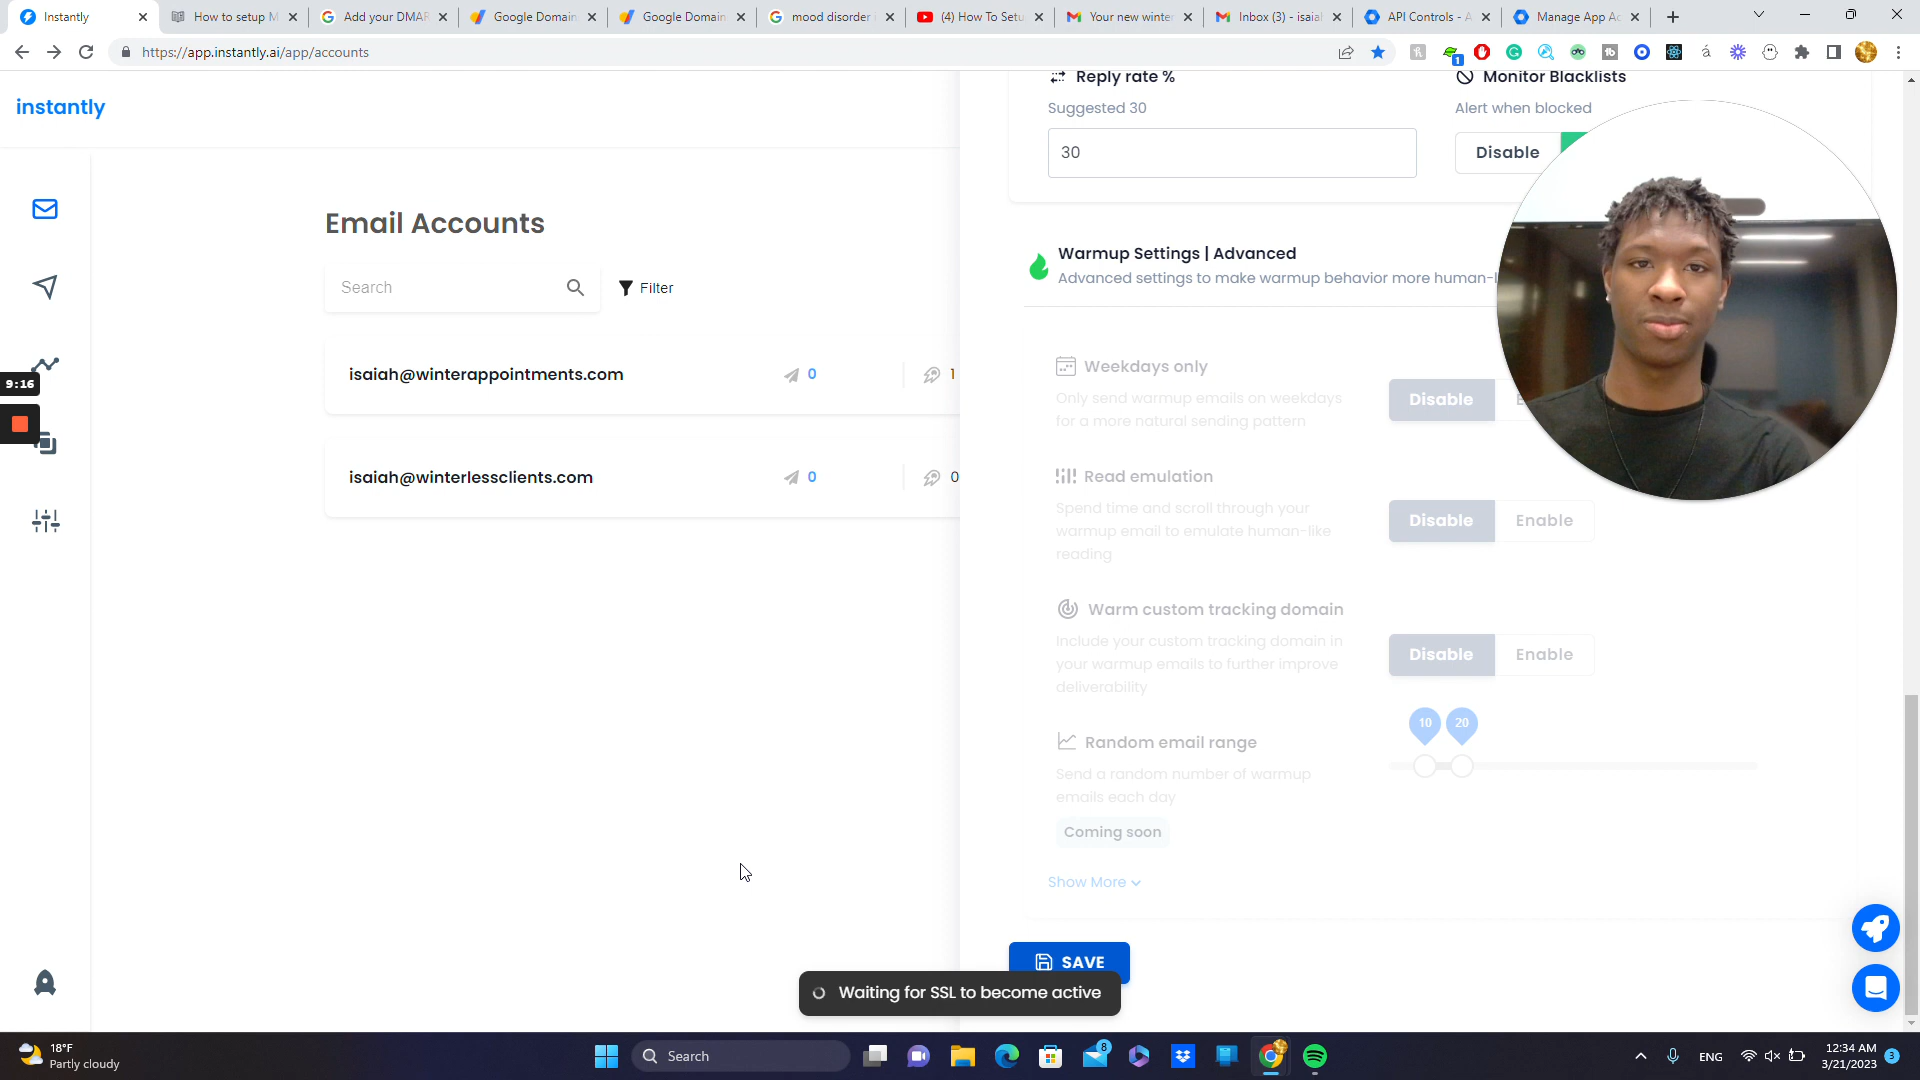 Instantly
How to setup M
Add your DMAR
Google Domain
Google Domain
mood disorder
(4) How To Setu
Your new winte
Inbox (3) - isaial
API Controls - A
Manage App Ac
https://app.instantly.ai/app/accounts
1
instantly
Email Accounts
Search
Filter
isaiah@winterappointments.com
0
1
isaiah@winterlessclients.com
0
0
9:16
Reply rate %
Suggested 30
30
Monitor Blacklists
Alert when blocked
Disable
Warmup Settings | Advanced
Advanced settings to make warmup behavior more human-l
Weekdays only
Only send warmup emails on weekdays
for a more natural sending pattern
Disable
E
Read emulation
Spend time and scroll through your
warmup email to emulate human-like
reading
Disable
Enable
Warm custom tracking domain
Include your custom tracking domain in
your warmup emails to further improve
deliverability
Disable
Enable
10
20
Random email range
Send a random number of warmup
emails each day
Coming soon
Show More
SAVE
Waiting for SSL to become active
18°F
Partly cloudy
Search
8
ENG
12:34 AM
3/21/2023
3